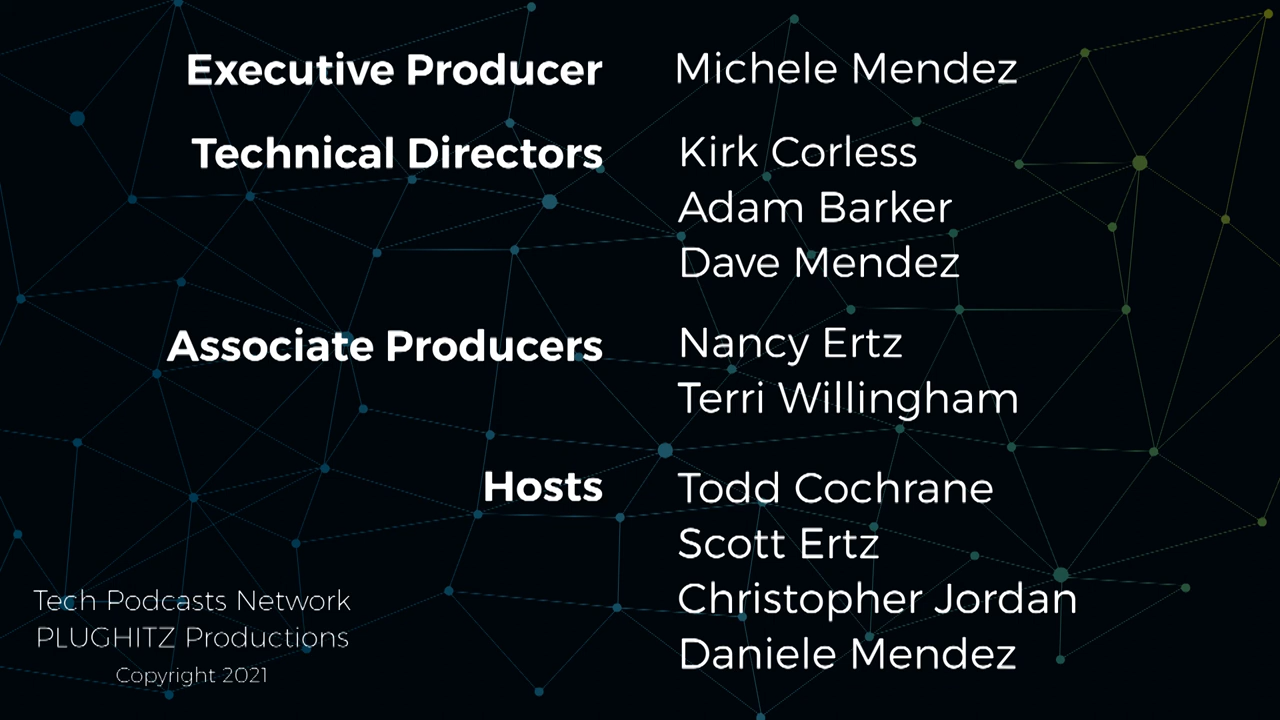 Executive Producer Michele Mendez
Technical Directors Kirk Corless
Adam Barker
Dave Mendez
Associate Producers Nancy Ertz
Terri Willingham
Hosts Todd Cochrane
Scott Ertz
Christopher Jordan
Daniele Mendez
Tech Podcasts Network
PLUGHITZ Productions
Copyright 2021